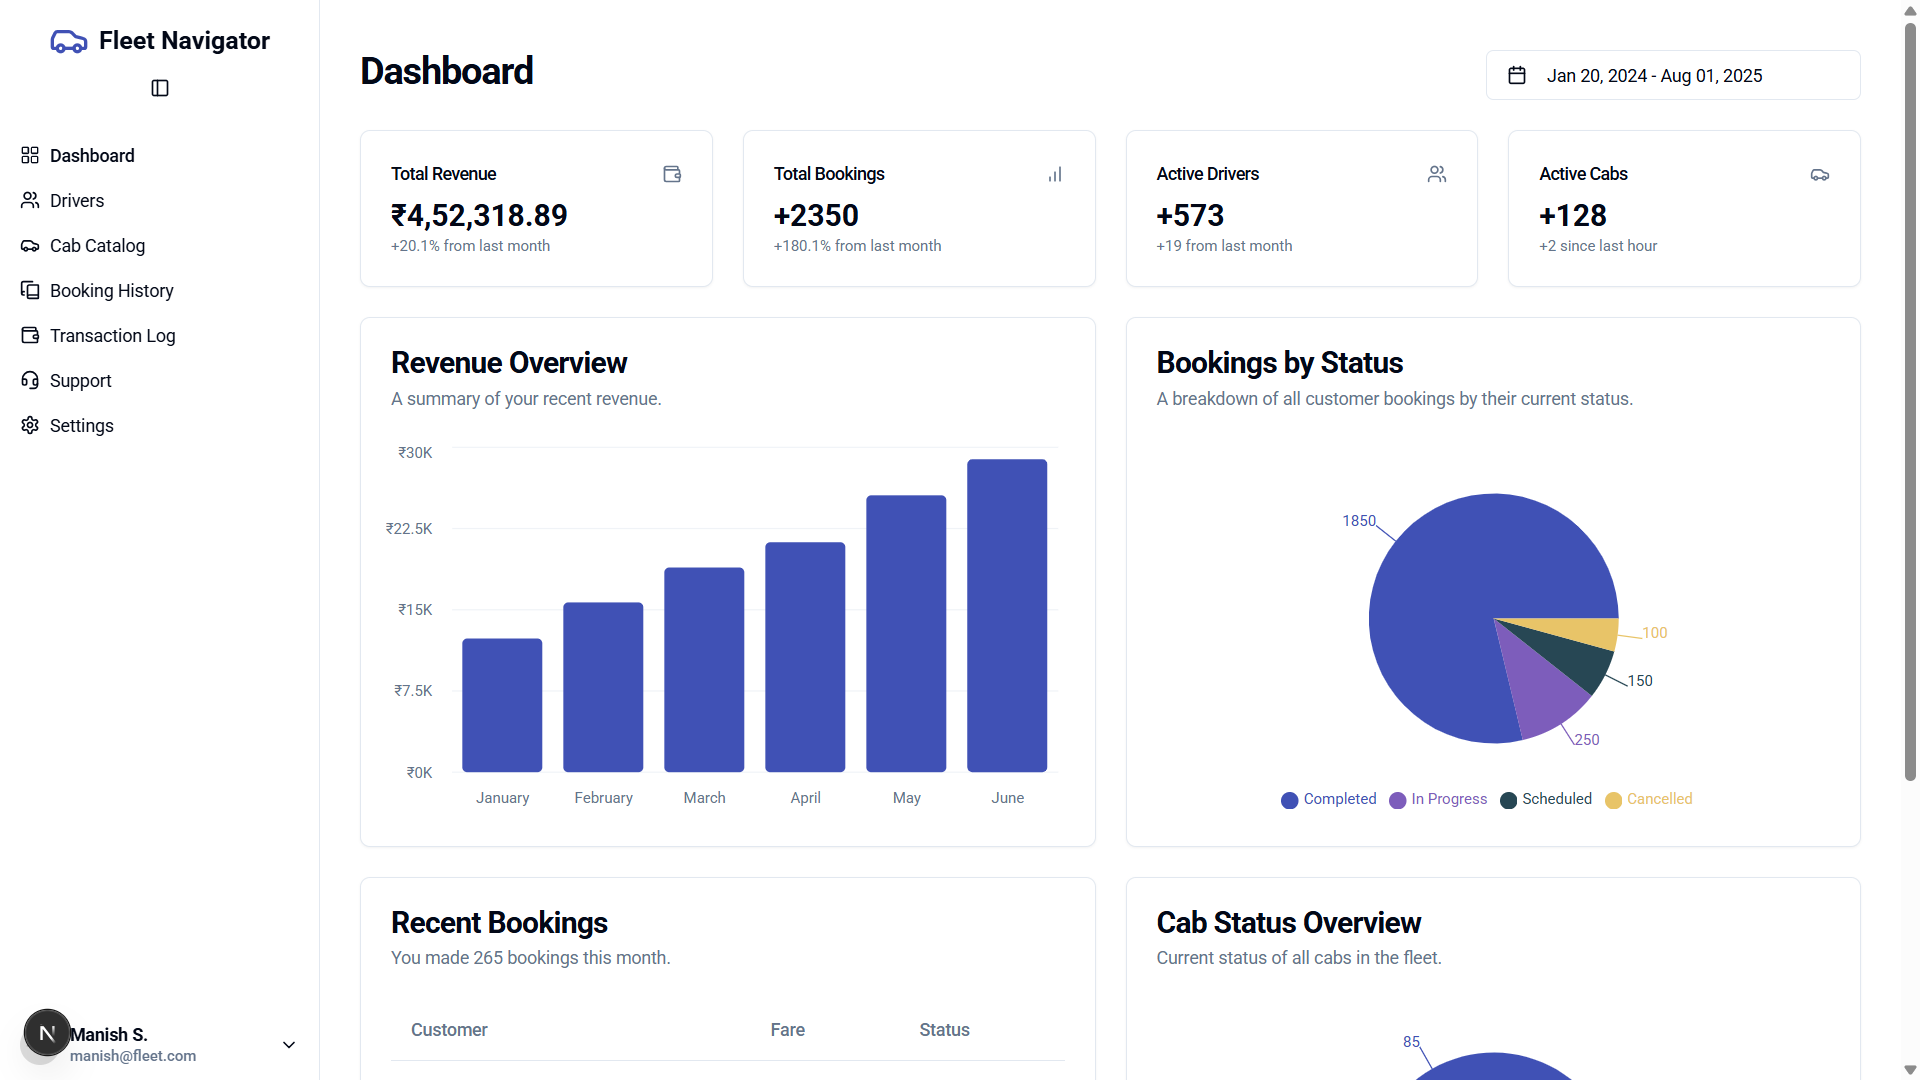 Fleet Navigator
Dashboard
Drivers
Cab Catalog
Booking History
Transaction Log
Support
Settings
N
Manish S.
manish@fleet.com
Dashboard
Jan 20, 2024 - Aug 01, 2025
Total Revenue
₹4,52,318.89
+20.1% from last month
Total Bookings
+2350
+180.1% from last month
Active Drivers
+573
+19 from last month
Active Cabs
+128
+2 since last hour
Revenue Overview
A summary of your recent revenue.
₹30K
₹22.5K
₹15K
₹7.5K
₹0K
January February March April May June
Bookings by Status
A breakdown of all customer bookings by their current status.
1850
100
150
250
Completed In Progress Scheduled Cancelled
Recent Bookings
You made 265 bookings this month.
Customer Fare Status
Cab Status Overview
Current status of all cabs in the fleet.
85